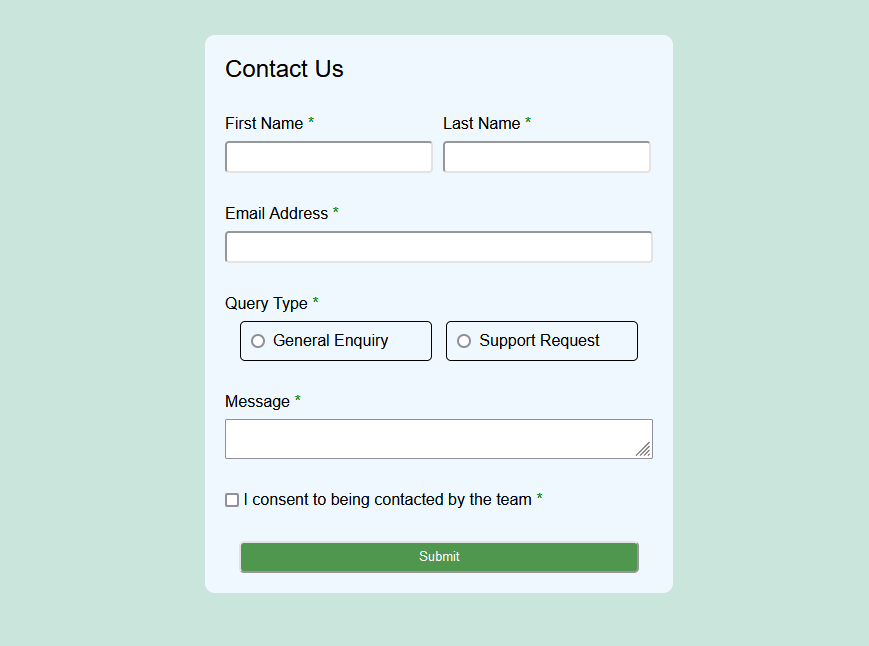 Contact Us
First Name * Last Name *
Email Address *
Query Type *
General Enquiry Support Request
Message *
I consent to being contacted by the team *
Submit